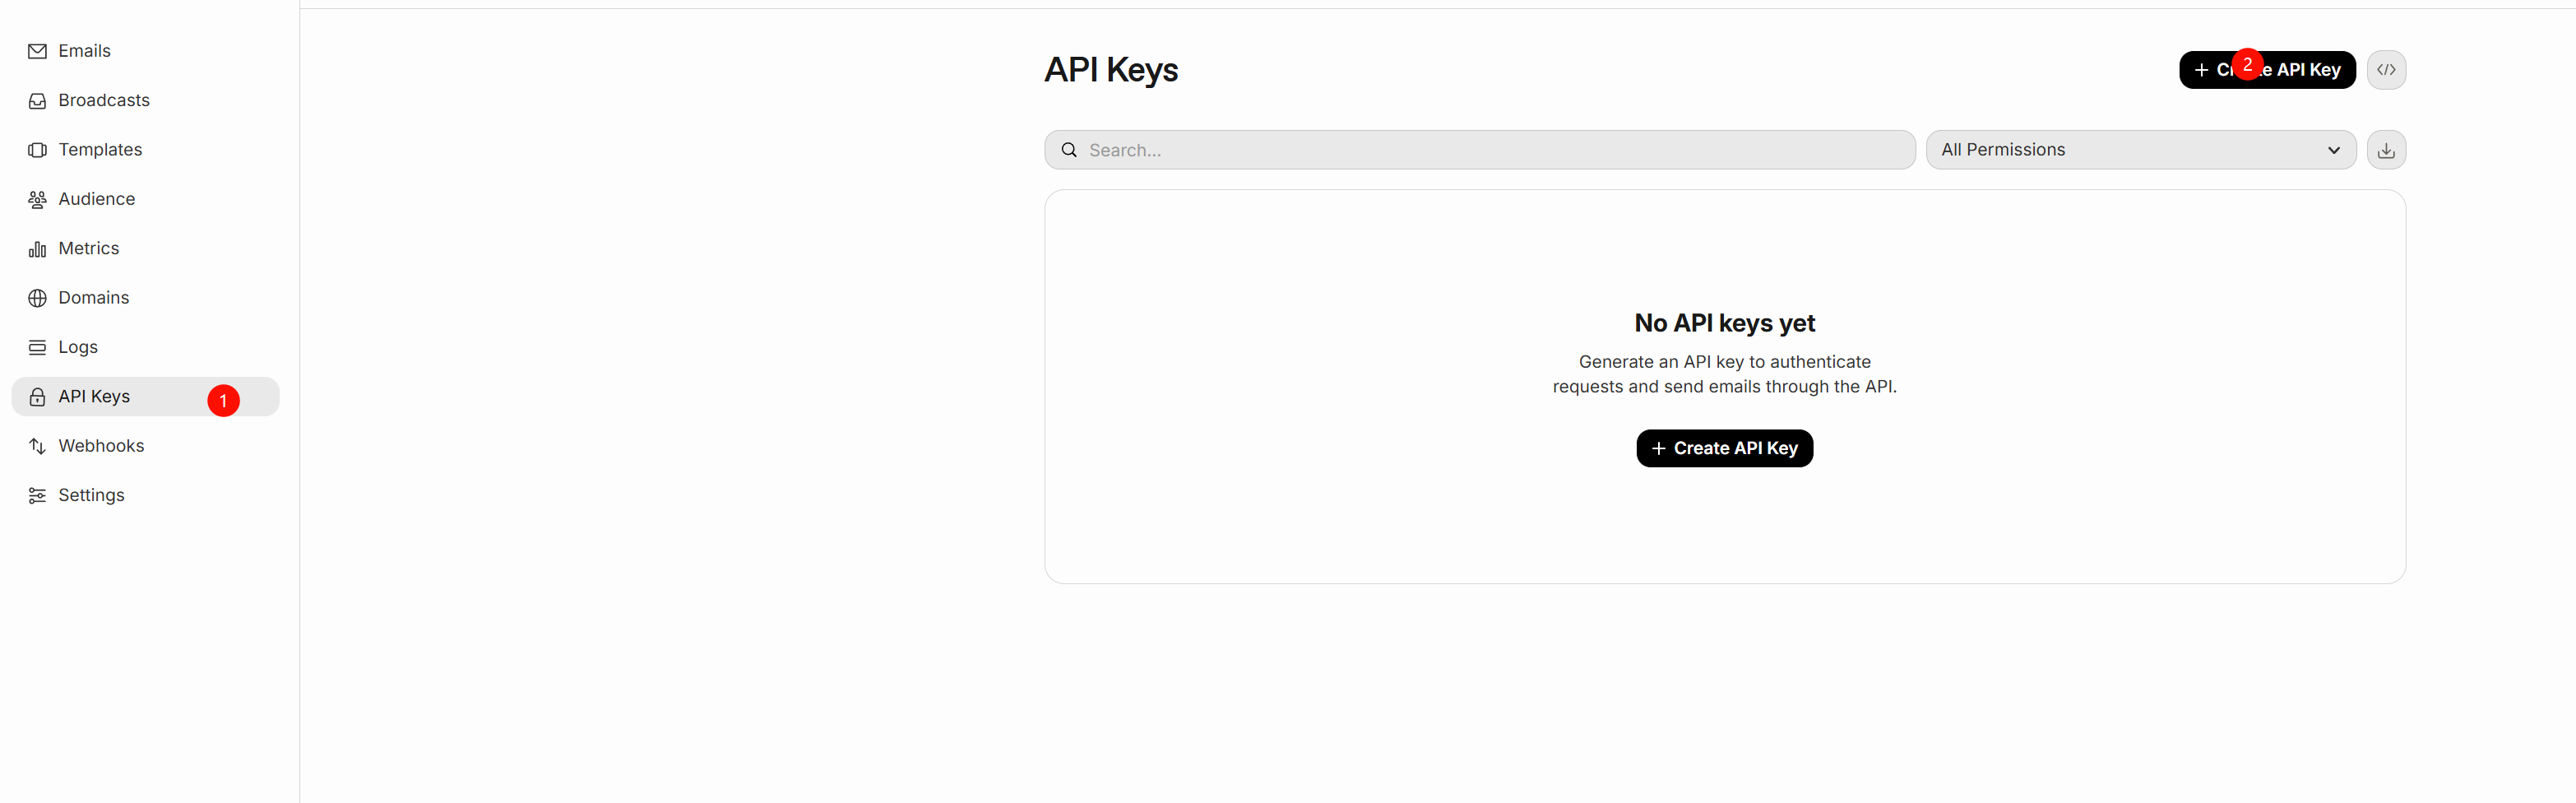 Emails
Broadcasts
Templates
Audience
Metrics
Domains
Logs
API Keys 1
Webhooks
Settings
API Keys
2
API Key
Search...
All Permissions
No API keys yet
Generate an API key to authenticate
requests and send emails through the API.
Create API Key